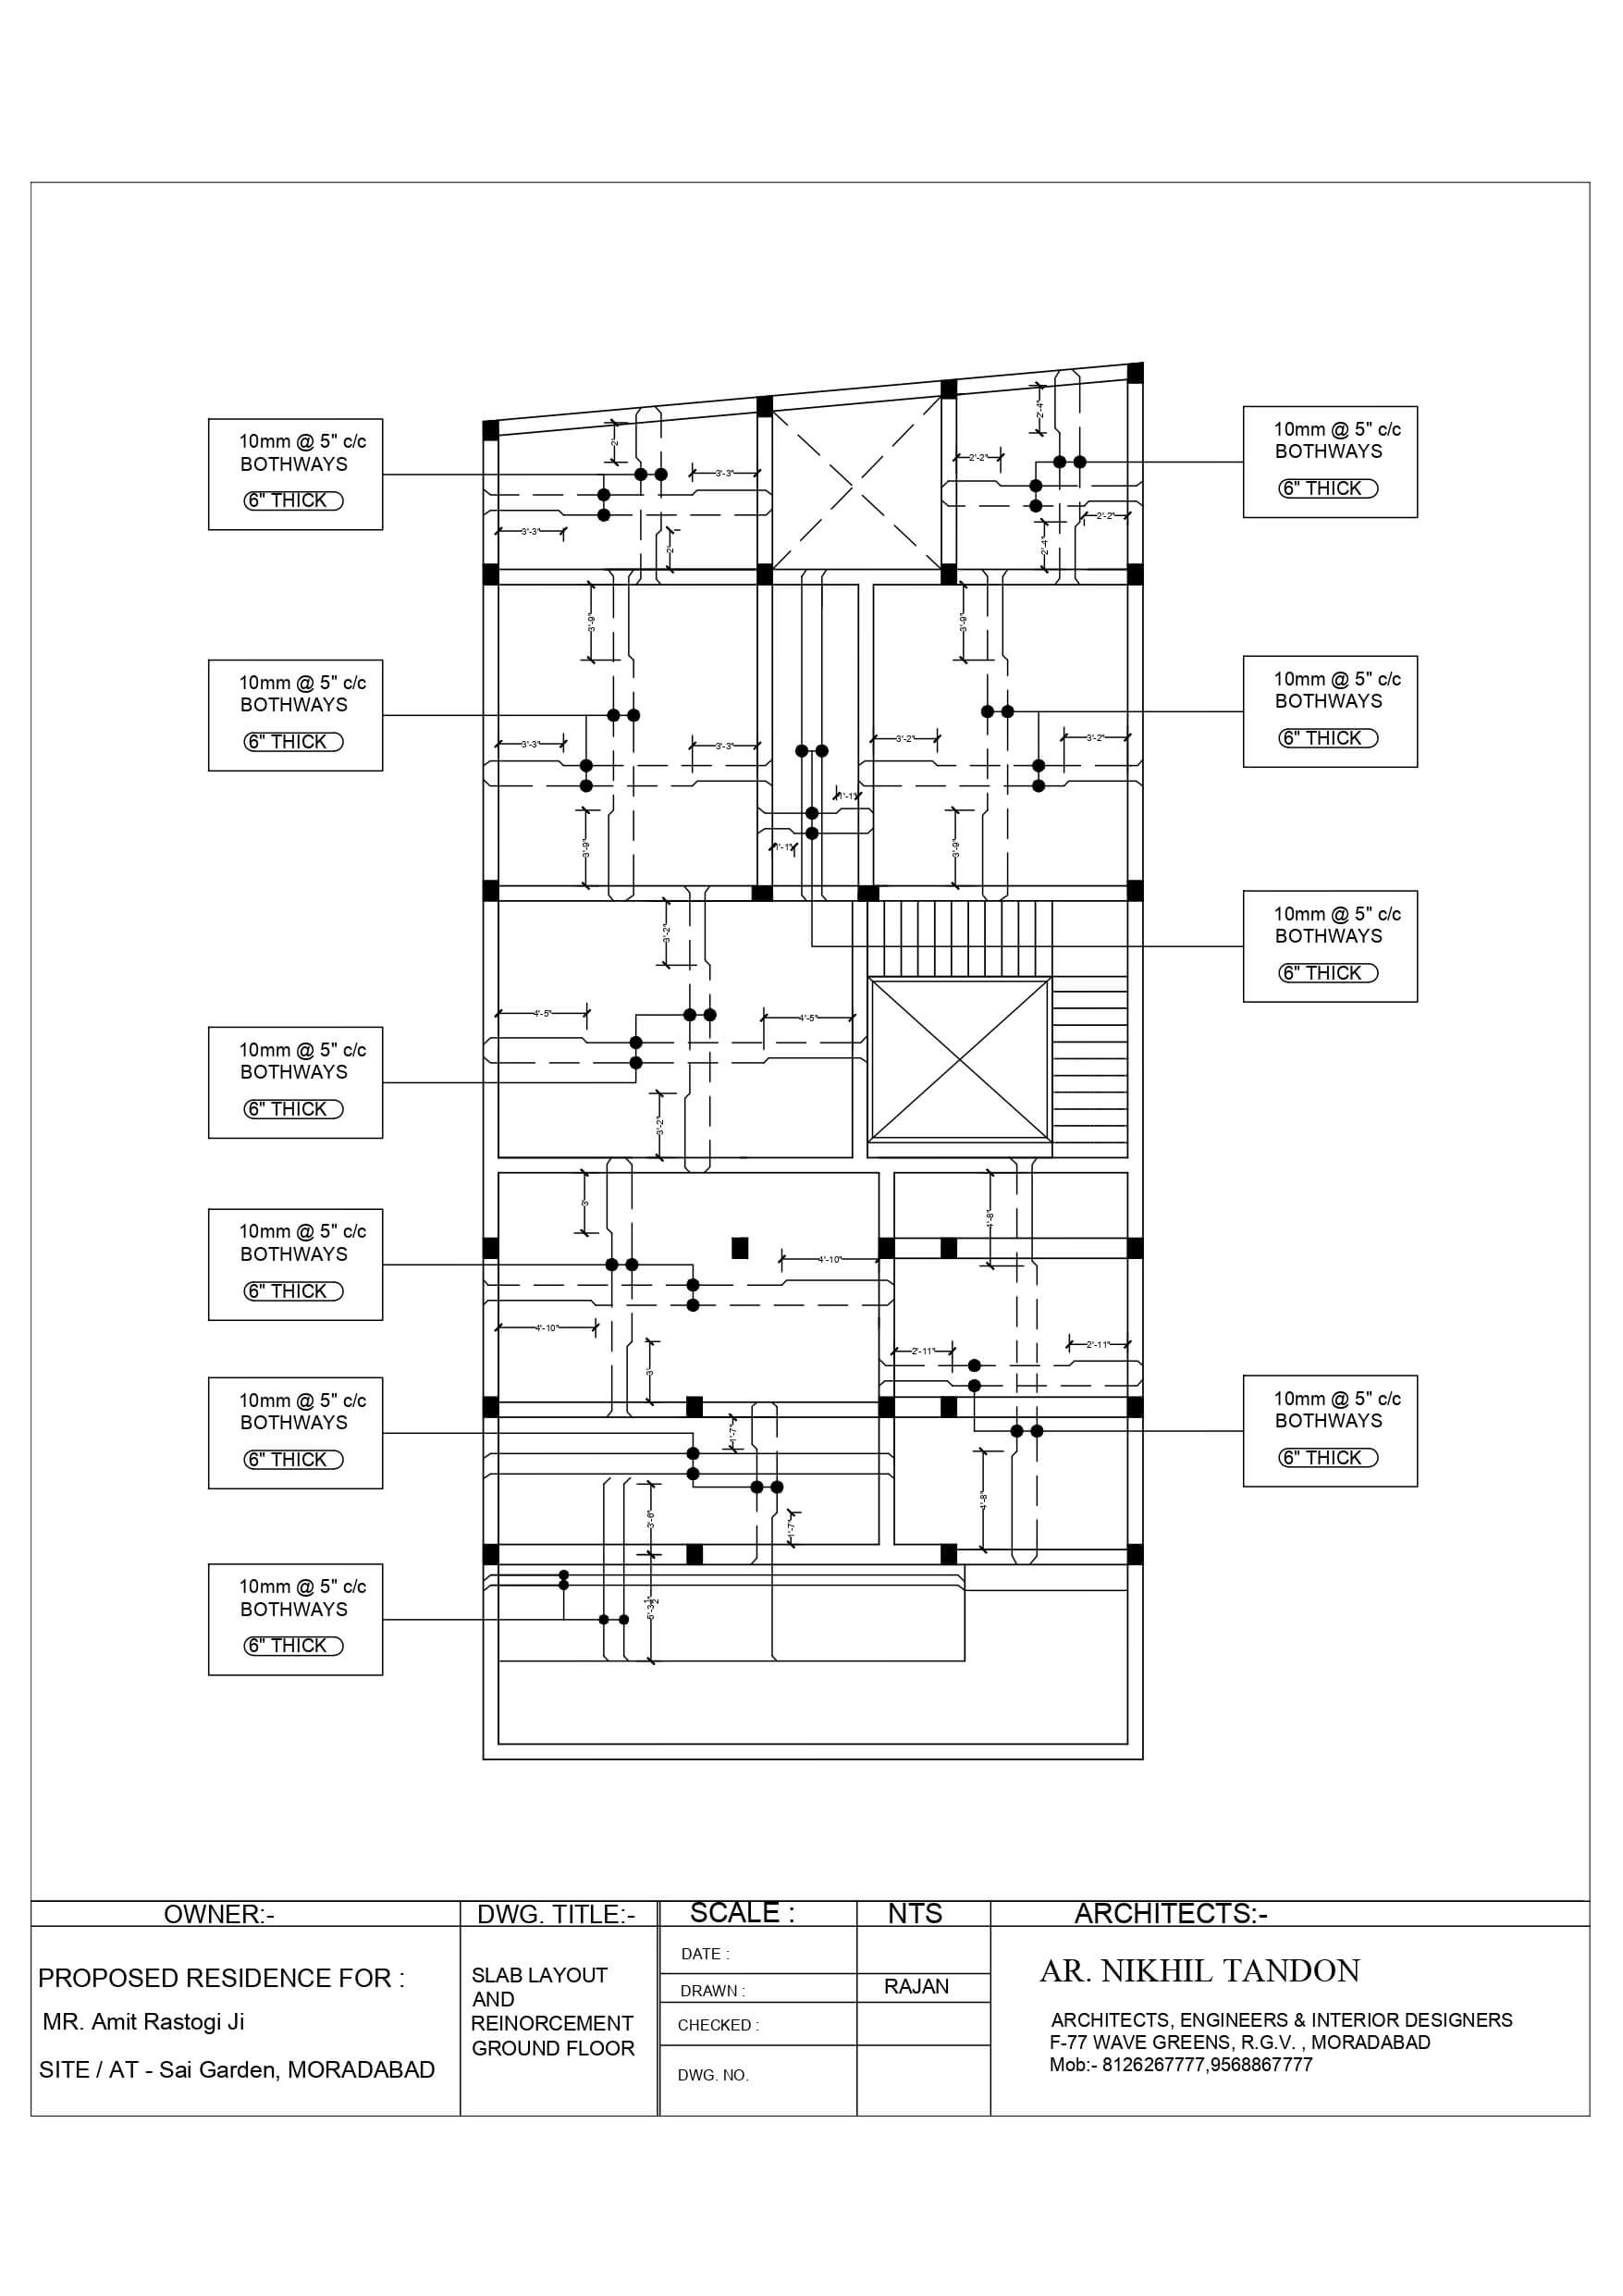 10mm @ 5" c/c
BOTHWAYS
6" THICK
10mm @ 5" c/c
BOTHWAYS
6" THICK
2'
3'-3"
3'-3"
2'
2'-4"
2'-2"
2'-2"
2'-4"
10mm @ 5" c/c
BOTHWAYS
6" THICK
10mm @ 5" c/c
BOTHWAYS
6" THICK
3'-9"
3'-9"
3'-3"
3'-3"
3'-2"
3'-2"
1'-1"
1'-1"
3'-9"
3'-9"
10mm @ 5" c/c
BOTHWAYS
6" THICK
3'-2"
4'-5"
4'-5"
3'-2"
10mm @ 5" c/c
BOTHWAYS
6" THICK
10mm @ 5" c/c
BOTHWAYS
6" THICK
3'
4'-8"
4'-10"
4'-10"
2'-11"
2'-11"
3'
10mm @ 5" c/c
BOTHWAYS
6" THICK
10mm @ 5" c/c
BOTHWAYS
6" THICK
1'-7"
4'-8"
3'-6"
1'-7"
5'-3½"
10mm @ 5" c/c
BOTHWAYS
6" THICK
OWNER:-
PROPOSED RESIDENCE FOR :
MR. Amit Rastogi Ji
SITE / AT - Sai Garden, MORADABAD
DWG. TITLE:-
SLAB LAYOUT
AND
REINORCEMENT
GROUND FLOOR
SCALE : NTS
DATE :
DRAWN : RAJAN
CHECKED :
DWG. NO.
ARCHITECTS:-
AR. NIKHIL TANDON
ARCHITECTS, ENGINEERS & INTERIOR DESIGNERS
F-77 WAVE GREENS, R.G.V. , MORADABAD
Mob:- 8126267777,9568867777